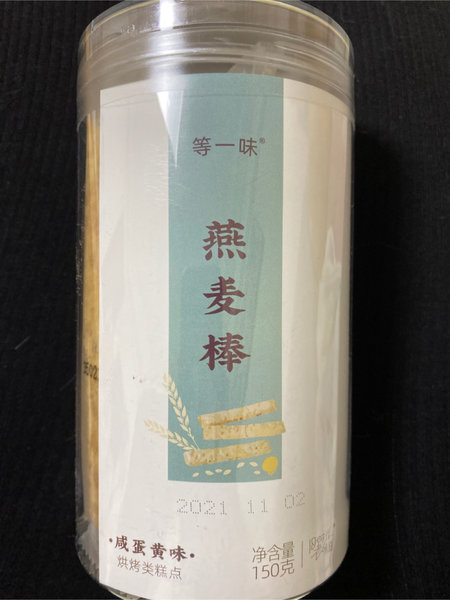 等一味®
燕麦棒
2021 11 02
·咸蛋黄味·
烘烤类糕点
净含量
150克